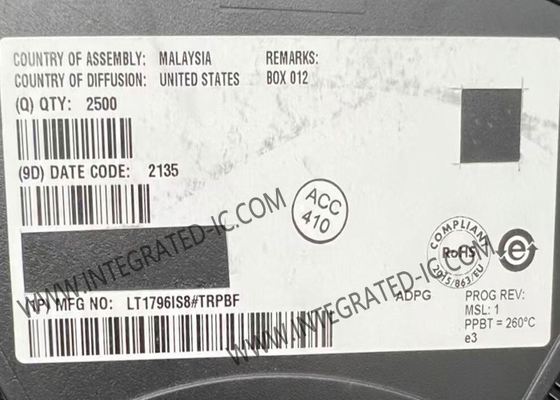 COUNTRY OF ASSEMBLY: MALAYSIA REMARKS:
COUNTRY OF DIFFUSION: UNITED STATES BOX 012
(Q) QTY: 2500
(9D) DATE CODE: 2135
ACC
410
COMPLIANT
RoHS
2015/863/EU
e
(1P) MFG NO: LT1796IS8#TRPBF
ADPG
PROG REV:
MSL: 1
PPBT = 260°C
e3
WWW.INTEGRATED-IC.COM
WWW.INTEGRATED-IC.COM